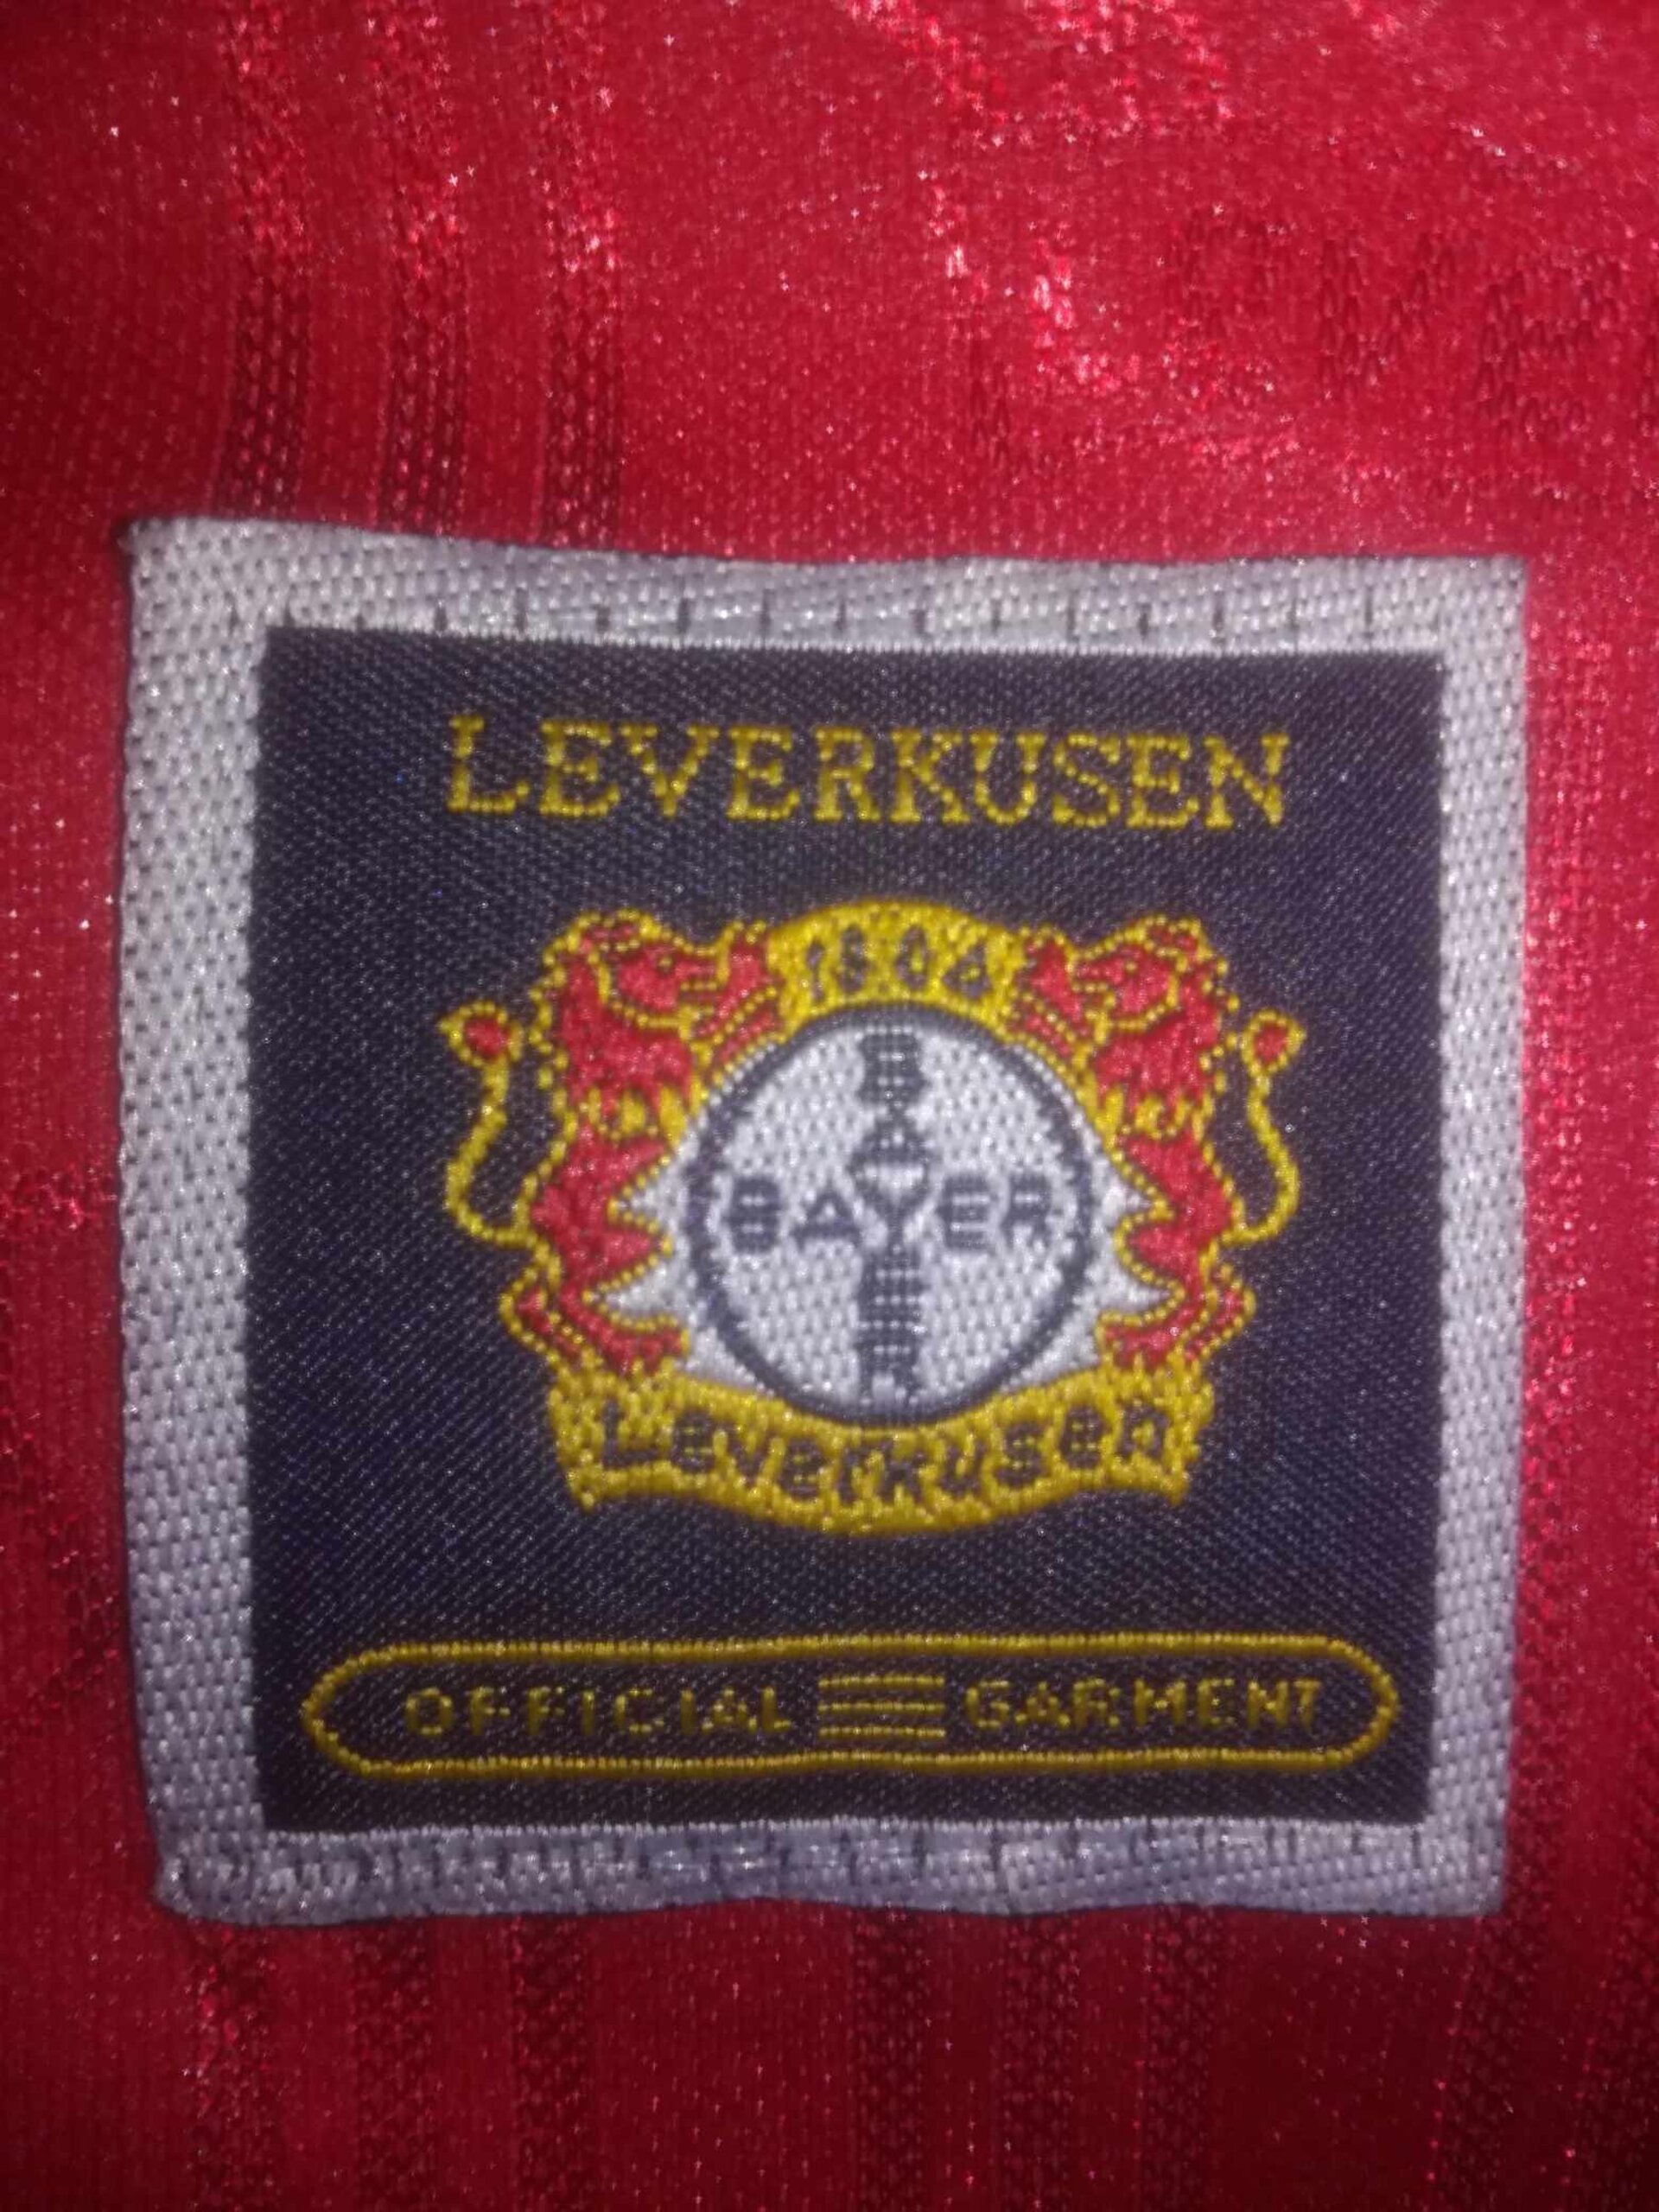 LEVERKUSEN
1904
BAYER
BAYER
Leverkusen
OFFICIAL GARMENT